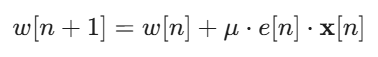 w[n + 1] = w[n] + μ · e[n] · x[n]